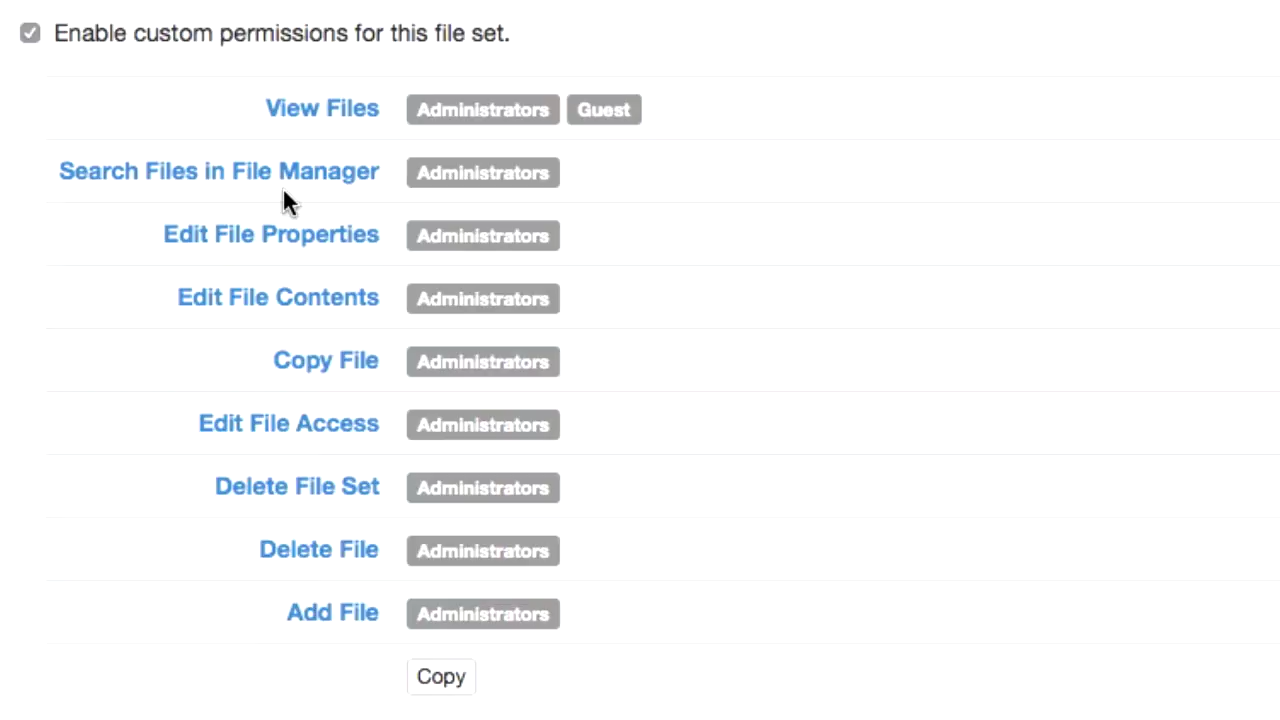 Enable custom permissions for this file set.
View Files Administrators Guest
Search Files in File Manager Administrators
Edit File Properties Administrators
Edit File Contents Administrators
Copy File Administrators
Edit File Access Administrators
Delete File Set Administrators
Delete File Administrators
Add File Administrators
Copy